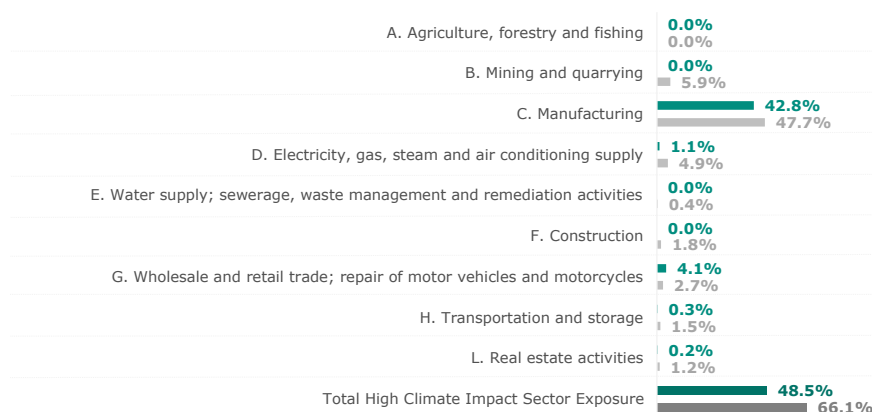 A. Agriculture, forestry and fishing
0.0%
0.0%
B. Mining and quarrying
0.0%
5.9%
C. Manufacturing
42.8%
47.7%
D. Electricity, gas, steam and air conditioning supply
1.1%
4.9%
E. Water supply; sewerage, waste management and remediation activities
0.0%
0.4%
F. Construction
0.0%
1.8%
G. Wholesale and retail trade; repair of motor vehicles and motorcycles
4.1%
2.7%
H. Transportation and storage
0.3%
1.5%
L. Real estate activities
0.2%
1.2%
Total High Climate Impact Sector Exposure
48.5%
66.1%